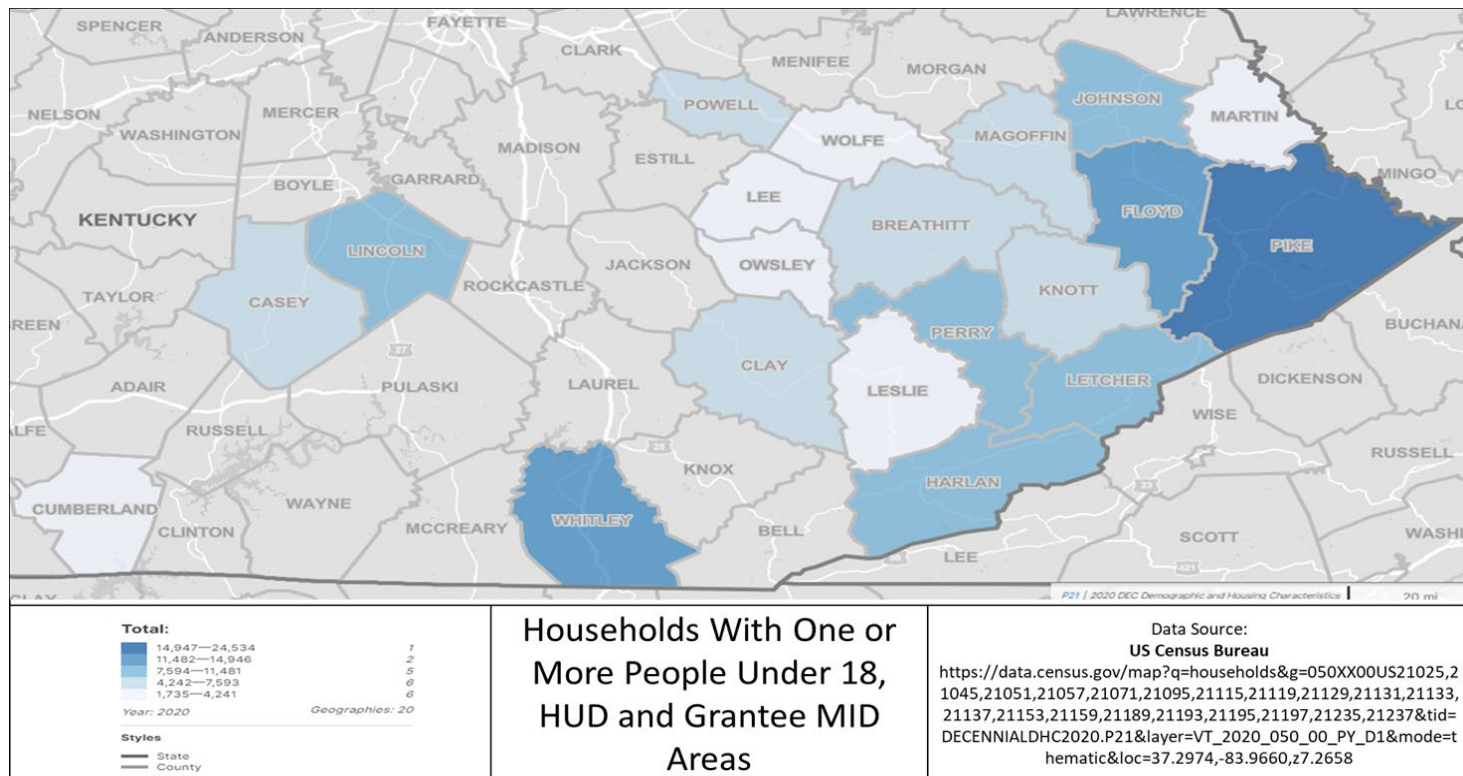 LAWRENCE
FAYETTE
SPENCER
ANDERSON
CLARK
MENIFEE
MORGAN
NELSON
MERCER
POWELL
JOHNSON
MARTIN
WASHINGTON
MADISON
WOLFE
MAGOFFIN
ESTILL
BOYLE
GARRARD
MINGO
LEE
KENTUCKY
FLOYD
BREATHITT
PIKE
LINCOLN
OWSLEY
JACKSON
ROCKCASTLE
KNOTT
TAYLOR
CASEY
BUCHANA
PERRY
27
CLAY
LETCHER
DICKENSON
ADAIR
PULASKI
LAUREL
LESLIE
WISE
RUSSELL
25
KNOX
RUSSELL
HARLAN
23
CUMBERLAND
WAYNE
WHITLEY
MCCREARY
CLINTON
BELL
LEE
SCOTT
WASHI
421
CLAY
P21 | 2020 DEC Demographic and Housing Characteristics
20 mi
Total:
14,947—24,534 1
11,482—14,946 2
7,594—11,481 5
4,242—7,593 6
1,735—4,241 6
Year: 2020 Geographies: 20
Styles
State
County
Households With One or
More People Under 18,
HUD and Grantee MID
Areas
Data Source:
US Census Bureau
https://data.census.gov/map?q=households&g=050XX00US21025,2
1045,21051,21057,21071,21095,21115,21119,21129,21131,21133,
21137,21153,21159,21189,21193,21195,21197,21235,21237&tid=
DECENNIALDHC2020.P21&layer=VT_2020_050_00_PY_D1&mode=t
hematic&loc=37.2974,-83.9660,z7.2658